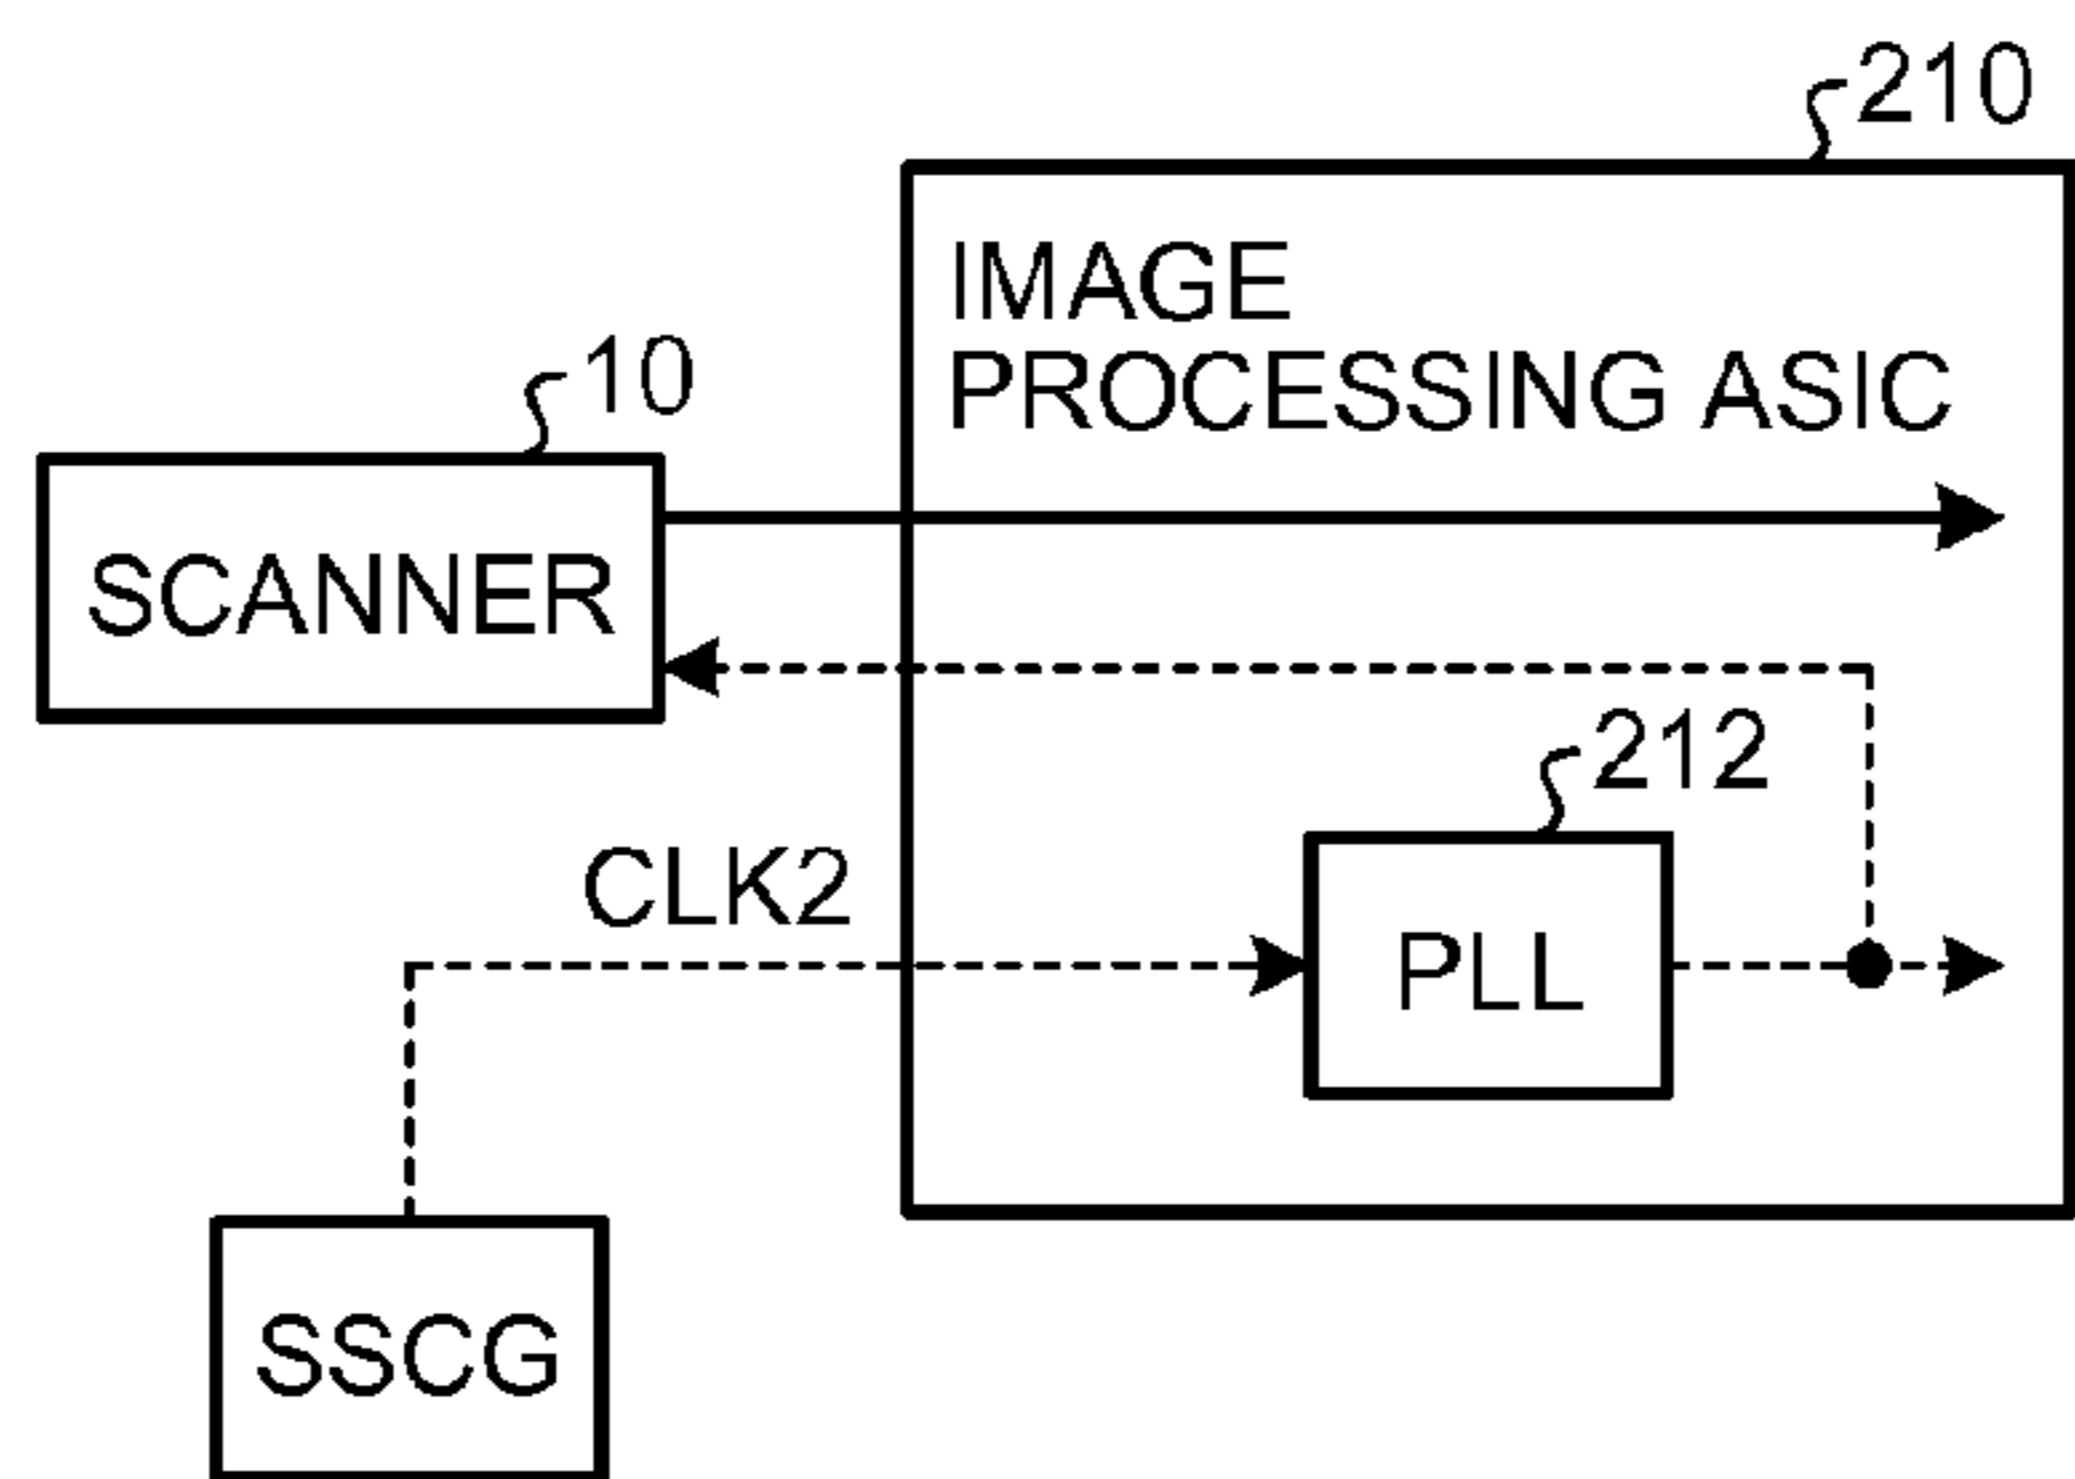 210
IMAGE
PROCESSING ASIC
10
SCANNER
212
CLK2
PLL
SSCG